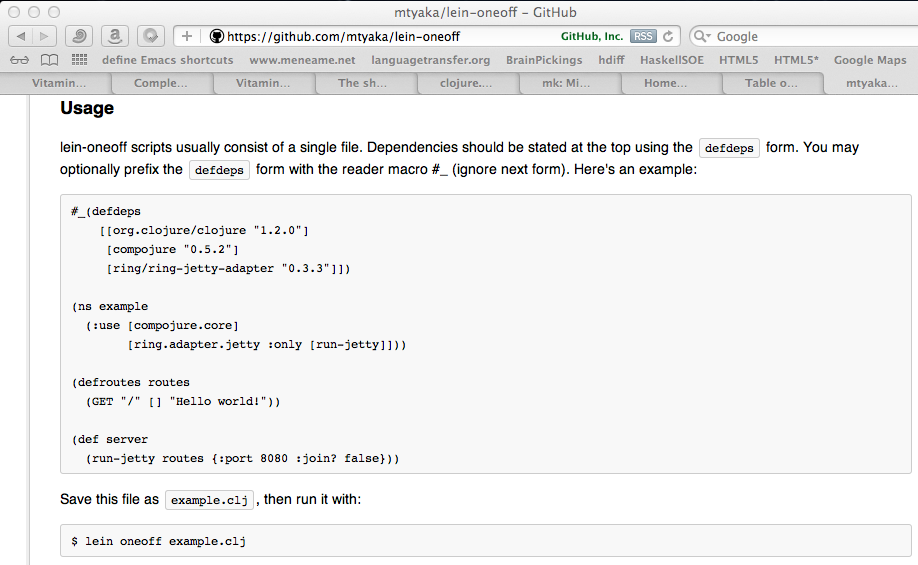 mtyaka/lein-oneoff – GitHub
https://github.com/mtyaka/lein-oneoff GitHub, Inc. RSS Google
define Emacs shortcuts www.meneame.net languagetransfer.org BrainPickings hdiff HaskellSOE HTML5 HTML5* Google Maps
Vitamin... Comple... Vitamin... The sh... clojure.... mk: Mi... Home... Table o... mtyaka...
Usage
lein-oneoff scripts usually consist of a single file. Dependencies should be stated at the top using the defdeps form. You may
optionally prefix the defdeps form with the reader macro #_ (ignore next form). Here's an example:
#_(defdeps
[[org.clojure/clojure "1.2.0"]
[compojure "0.5.2"]
[ring/ring-jetty-adapter "0.3.3"]])
(ns example
(:use [compojure.core]
[ring.adapter.jetty :only [run-jetty]]))
(defroutes routes
(GET "/" [] "Hello world!"))
(def server
(run-jetty routes {:port 8080 :join? false}))
Save this file as example.clj, then run it with:
$ lein oneoff example.clj